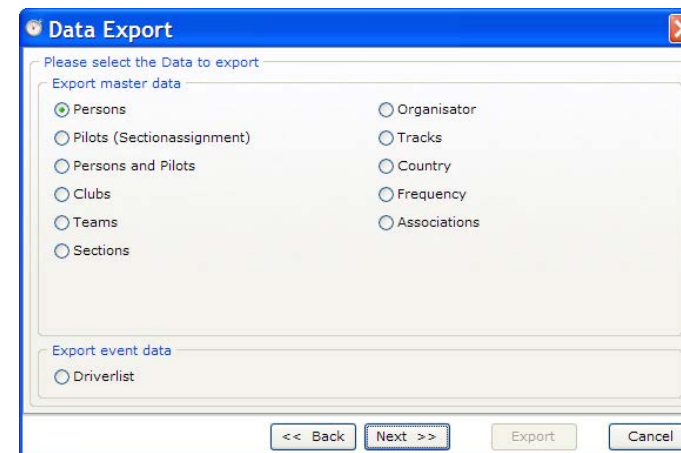 Data Export
Please select the Data to export
Export master data
Persons
Pilots (Sectionassignment)
Persons and Pilots
Clubs
Teams
Sections
Organisator
Tracks
Country
Frequency
Associations
Export event data
Driverlist
<< Back Next >> Export Cancel